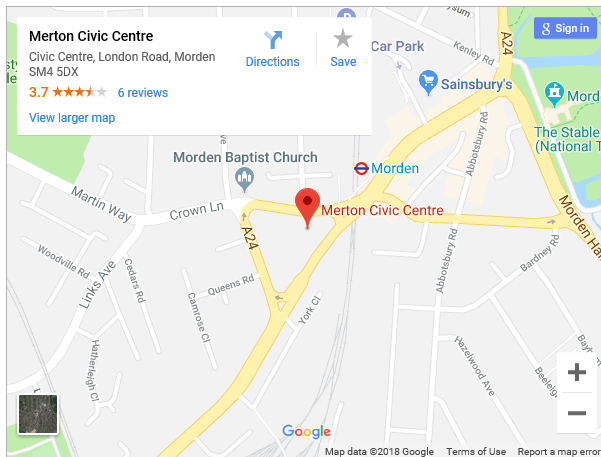 Merton Civic Centre
Civic Centre, London Road, Morden
SM4 5DX
3.7
6 reviews
View larger map
Directions
Save
Sign in
A24
Car Park
Kenley Rd
Sainsbury's
Mord
The Stable
(National T
Abbotsbury Rd
Morden Baptist Church
Morden
Martin Way
Crown Ln
Merton Civic Centre
Morden Ha
A24
Bardney Rd
Woodville Rd
Links Ave
Cedars Rd
Queens Rd
Abbotsbury Rd
Camrose Cl
York Cl
Hatherleigh Cl
Hazelwood Ave
Beeleig
Bayh
Google
Map data ©2018 Google
Terms of Use
Report a map error